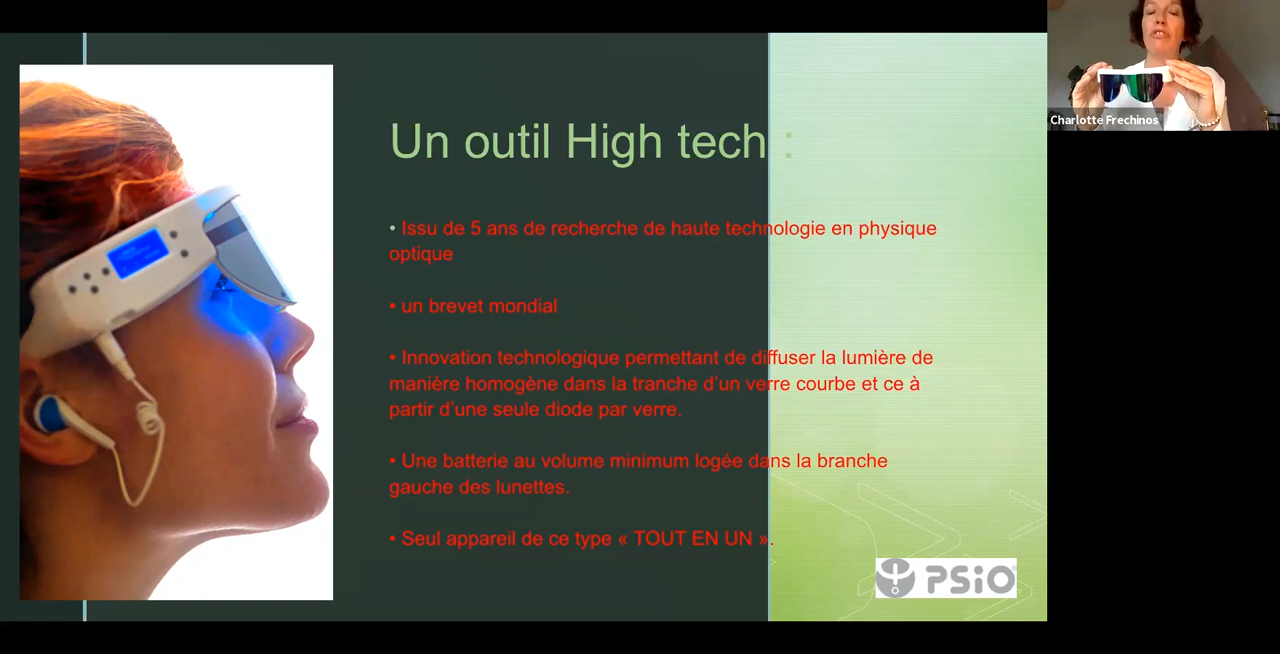 Un outil High tech :
• Issu de 5 ans de recherche de haute technologie en physique
optique
• un brevet mondial
• Innovation technologique permettant de diffuser la lumière de
manière homogène dans la tranche d’un verre courbe et ce à
partir d’une seule diode par verre.
• Une batterie au volume minimum logée dans la branche
gauche des lunettes.
• Seul appareil de ce type « TOUT EN UN ».
PSiO
Charlotte Frechinos